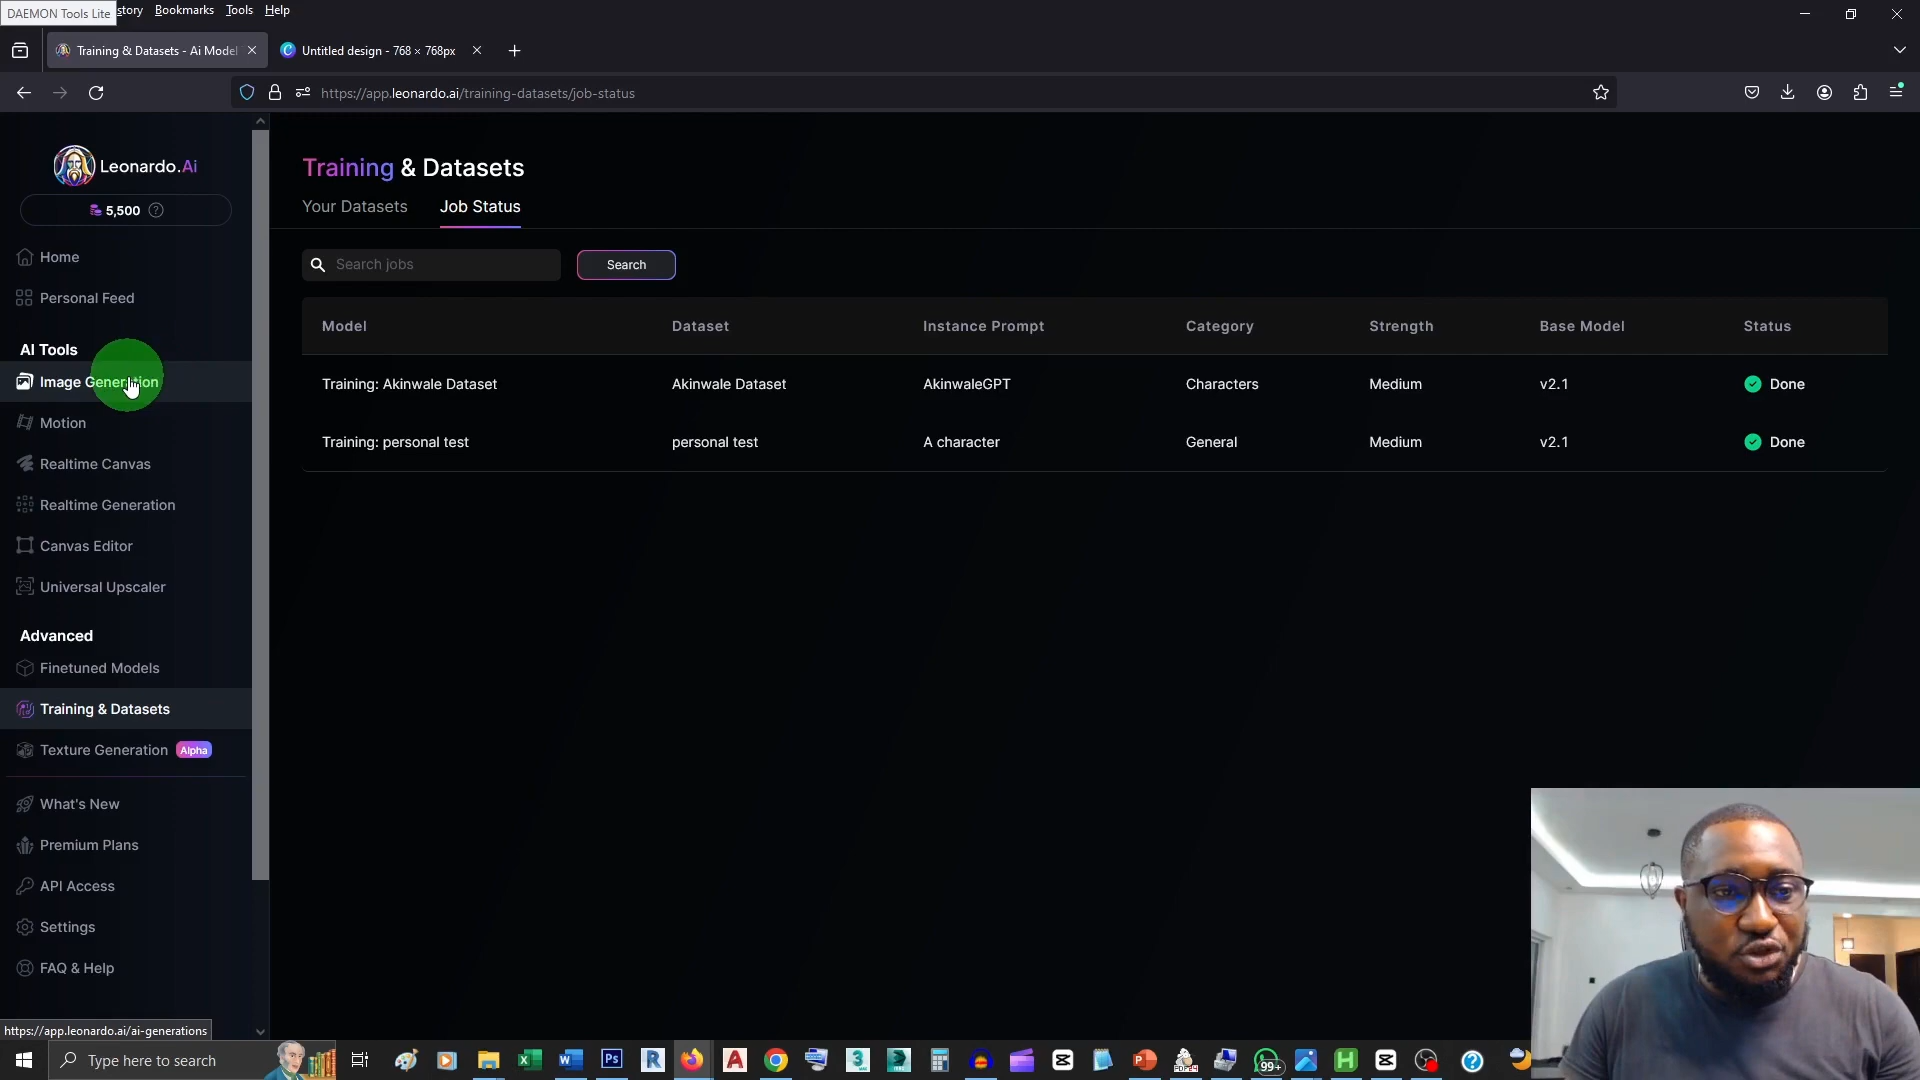 DAEMON Tools Lite
story Bookmarks Tools Help
Training & Datasets - Ai Model
Untitled design - 768 × 768px
https://app.leonardo.ai/training-datasets/job-status
Leonardo.Ai
5,500 ?
Home
Personal Feed
AI Tools
Image Generation
Motion
Realtime Canvas
Realtime Generation
Canvas Editor
Universal Upscaler
Advanced
Finetuned Models
Training & Datasets
Texture Generation Alpha
What's New
Premium Plans
API Access
Settings
FAQ & Help
https://app.leonardo.ai/ai-generations
Training & Datasets
Your Datasets Job Status
Search jobs Search
Model Dataset Instance Prompt Category Strength Base Model Status
Training: Akinwale Dataset Akinwale Dataset AkinwaleGPT Characters Medium v2.1 Done
Training: personal test personal test A character General Medium v2.1 Done
Type here to search
99+